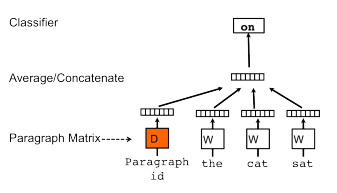 Classifier
on
Average/Concatenate
Paragraph Matrix----->
D W W W
Paragraph the cat sat
id